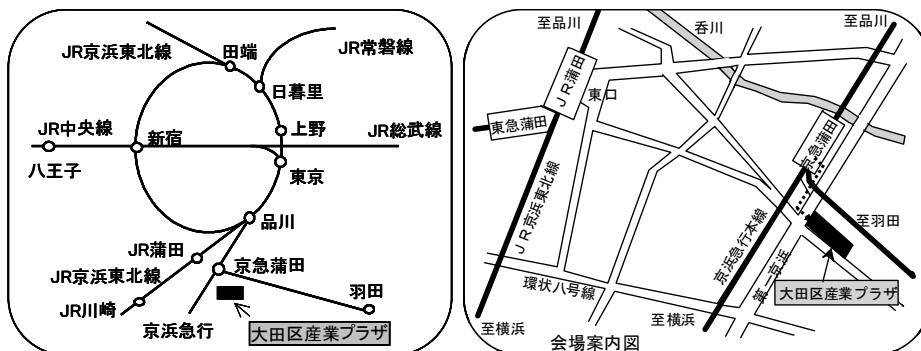 JR京浜東北線
田端
JR常磐線
日暮里
上野
JR中央線
新宿
JR総武線
八王子
東京
品川
JR蒲田
JR京浜東北線
京急蒲田
JR川崎
羽田
京浜急行
大田区産業プラザ
至品川
呑川
至品川
JR蒲田
東口
東急蒲田
京急蒲田
JR京浜東北線
至羽田
京浜急行本線
第一京浜
環状八号線
大田区産業プラザ
至横浜
至横浜
会場案内図